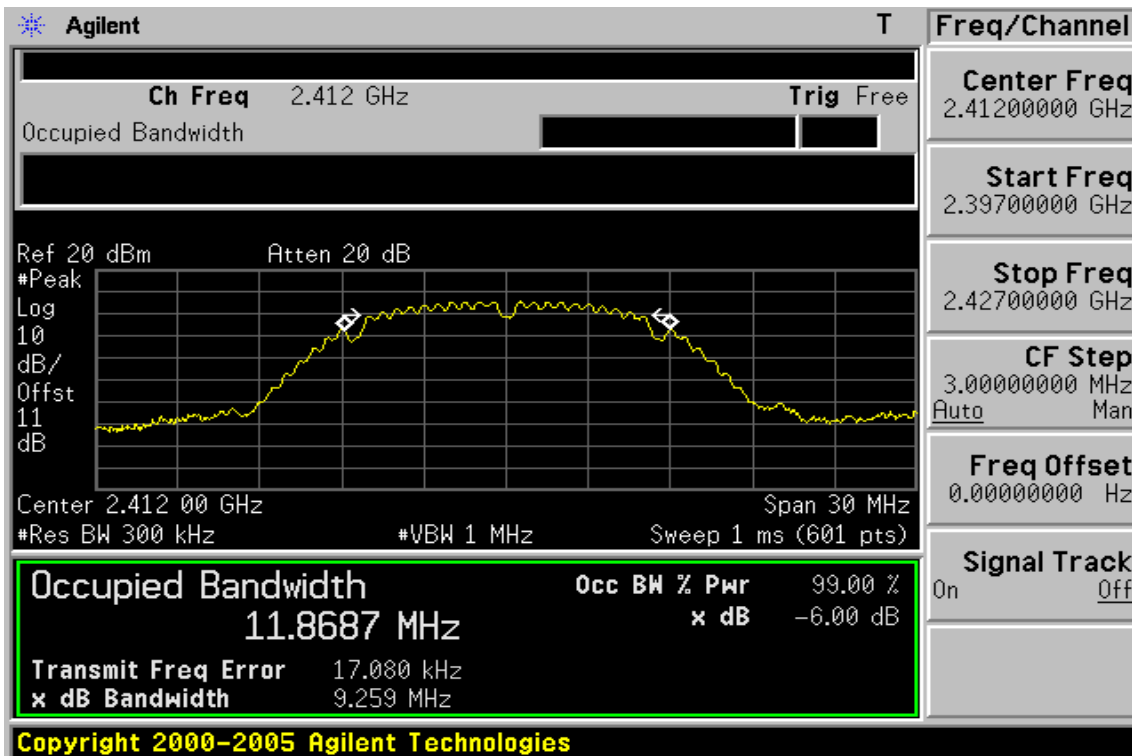 Agilent T
Ch Freq 2.412 GHz Trig Free
Occupied Bandwidth
Ref 20 dBm Atten 20 dB
#Peak
Log
10
dB/
Offst
11
dB
Center 2.412 00 GHz Span 30 MHz
#Res BW 300 kHz #VBW 1 MHz Sweep 1 ms (601 pts)
Occupied Bandwidth
11.8687 MHz
Occ BW % Pwr 99.00 %
x dB -6.00 dB
Transmit Freq Error 17.080 kHz
x dB Bandwidth 9.259 MHz
Copyright 2000-2005 Agilent Technologies
Freq/Channel
Center Freq
2.41200000 GHz
Start Freq
2.39700000 GHz
Stop Freq
2.42700000 GHz
CF Step
3.00000000 MHz
Auto Man
Freq Offset
0.00000000 Hz
Signal Track
On Off